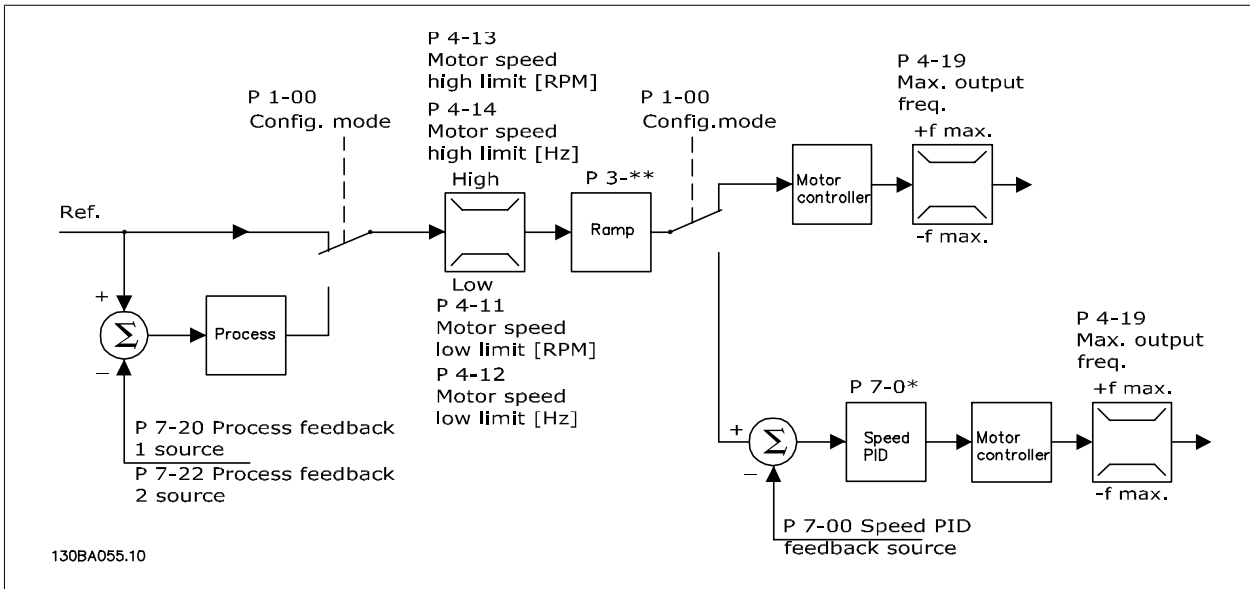 P 4-13
Motor speed
high limit [RPM]
P 4-14
Motor speed
high limit [Hz]
High
P 1-00
Config. mode
P 1-00
Config.mode
P 4-19
Max. output
freq.
+f max.
-f max.
P 3-**
Ramp
Motor
controller
Ref.
+
Σ
−
Process
Low
P 4-11
Motor speed
low limit [RPM]
P 4-12
Motor speed
low limit [Hz]
P 7-20 Process feedback
1 source
P 7-22 Process feedback
2 source
P 4-19
Max. output
freq.
+f max.
-f max.
P 7-0*
+
Σ
−
Speed
PID
Motor
controller
P 7-00 Speed PID
feedback source
130BA055.10